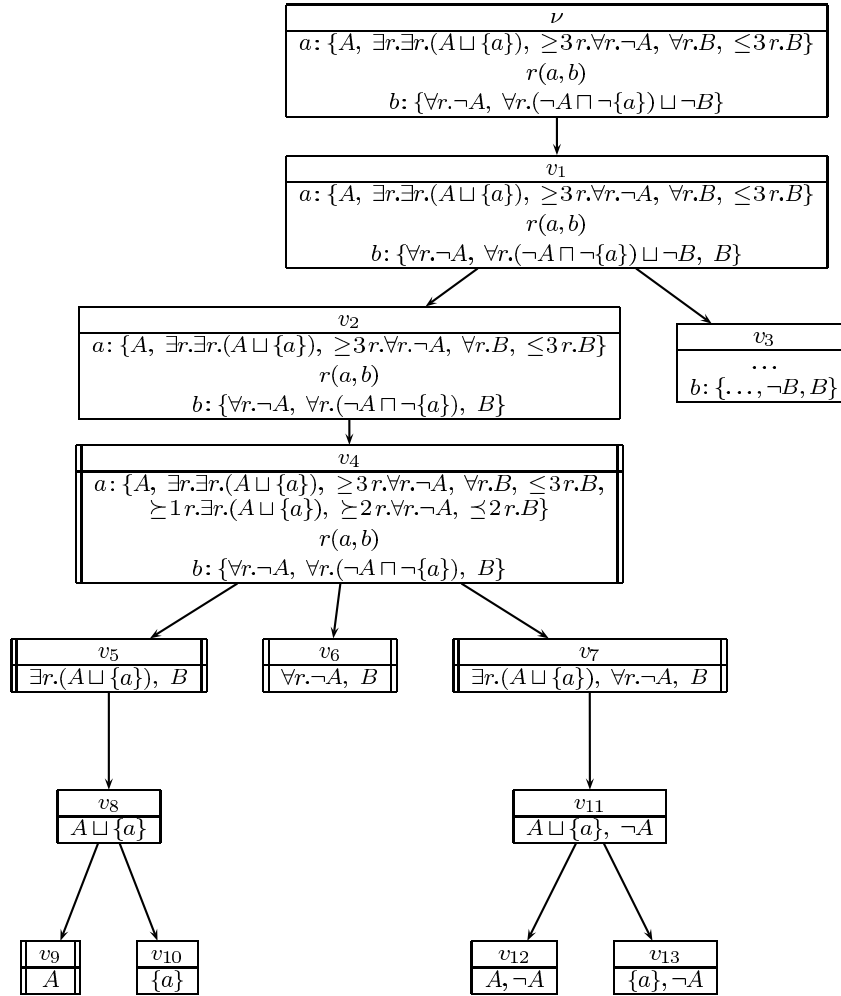 ν
a: {A, ∃r.∃r.(A ⊔ {a}), ≥3 r.∀r.¬A, ∀r.B, ≤3 r.B}
r(a, b)
b: {∀r.¬A, ∀r.(¬A ⊓ ¬{a}) ⊔ ¬B}
v₁
a: {A, ∃r.∃r.(A ⊔ {a}), ≥3 r.∀r.¬A, ∀r.B, ≤3 r.B}
r(a, b)
b: {∀r.¬A, ∀r.(¬A ⊓ ¬{a}) ⊔ ¬B, B}
v₂
a: {A, ∃r.∃r.(A ⊔ {a}), ≥3 r.∀r.¬A, ∀r.B, ≤3 r.B}
r(a, b)
b: {∀r.¬A, ∀r.(¬A ⊓ ¬{a}), B}
v₃
...
b: {..., ¬B, B}
v₄
a: {A, ∃r.∃r.(A ⊔ {a}), ≥3 r.∀r.¬A, ∀r.B, ≤3 r.B,
⪰1 r.∃r.(A ⊔ {a}), ⪰2 r.∀r.¬A, ⪯2 r.B}
r(a, b)
b: {∀r.¬A, ∀r.(¬A ⊓ ¬{a}), B}
v₅
∃r.(A ⊔ {a}), B
v₆
∀r.¬A, B
v₇
∃r.(A ⊔ {a}), ∀r.¬A, B
v₈
A ⊔ {a}
v₁₁
A ⊔ {a}, ¬A
v₉
A
v₁₀
{a}
v₁₂
A, ¬A
v₁₃
{a}, ¬A